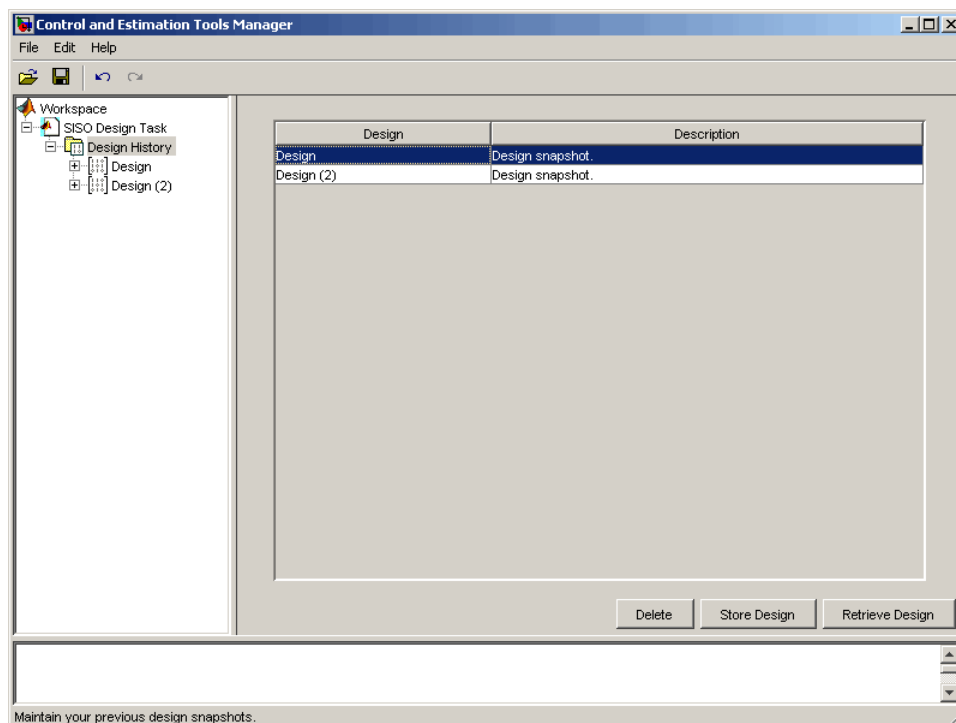 Control and Estimation Tools Manager
File Edit Help
Workspace
SISO Design Task
Design History
Design
Design (2)
Design Description
Design Design snapshot.
Design (2) Design snapshot.
Delete Store Design Retrieve Design
Maintain your previous design snapshots.